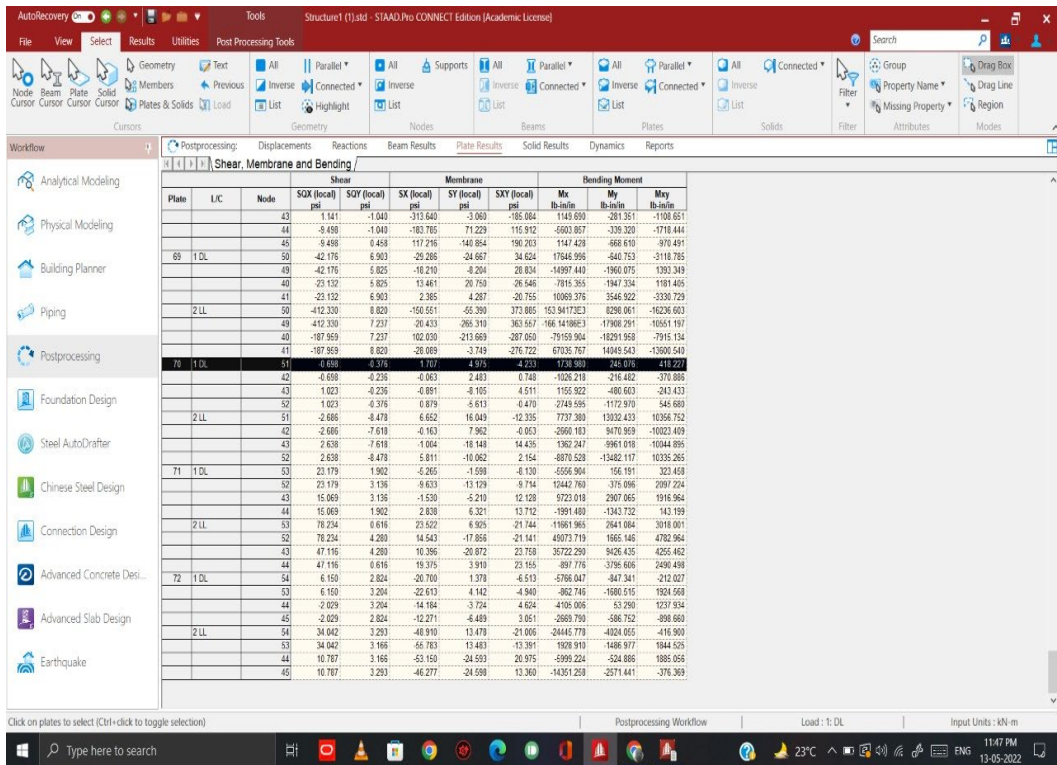 AutoRecovery On Tools Structure1 (1).std - STAAD.Pro CONNECT Edition [Academic License]
File View Select Results Utilities Post Processing Tools Search
Node Cursor Beam Cursor Plate Cursor Solid Cursor Geometry Members Plates & Solids Text Previous Load All Inverse List Parallel Connected Highlight All Inverse List Supports All Inverse List Parallel Connected All Inverse List Parallel Connected All Inverse List Connected Filter Group Property Name Missing Property Drag Box Drag Line Region
Cursors Geometry Nodes Beams Plates Solids Filter Attributes Modes
Workflow
Postprocessing: Displacements Reactions Beam Results Plate Results Solid Results Dynamics Reports
Shear, Membrane and Bending
Analytical Modeling
Physical Modeling
Building Planner
Piping
Postprocessing
Foundation Design
Steel AutoDrafter
Chinese Steel Design
Connection Design
Advanced Concrete Desi...
Advanced Slab Design
Earthquake
Shear Membrane Bending Moment
Plate L/C Node SQX (local) psi SQY (local) psi SX (local) psi SY (local) psi SXY (local) psi Mx lb-in/in My lb-in/in Mxy lb-in/in
43 1.141 -1.040 -313.640 -3.060 -185.084 1149.690 -281.351 -1108.651
44 -9.498 -1.040 -183.785 71.229 115.912 -5603.857 -339.320 -1718.444
45 -9.498 0.458 117.216 -140.854 190.203 1147.428 -668.610 -970.491
69 1 DL 50 -42.176 6.903 -29.286 -24.667 34.624 17646.996 -640.753 -3118.785
49 -42.176 5.825 -18.210 -8.204 28.834 -14997.440 -1960.075 1393.349
40 -23.132 5.825 13.461 20.750 -26.546 -7815.355 -1947.334 1181.405
41 -23.132 6.903 2.385 4.287 -20.755 10069.376 3546.922 -3330.729
2 LL 50 -412.330 8.820 -150.551 -55.390 373.885 153.94173E3 8298.061 -16236.603
49 -412.330 7.237 -20.433 -265.310 363.557 -166.14186E3 -17908.291 -10551.197
40 -187.959 7.237 102.030 -213.669 -287.050 -79159.904 -18291.958 -7915.134
41 -187.959 8.820 -28.089 -3.749 -276.722 67035.767 14049.543 -13600.540
70 1 DL 51 -0.698 -0.376 1.707 4.975 -4.233 1738.980 245.076 418.227
42 -0.698 -0.236 -0.063 2.483 0.748 -1026.218 -216.482 -370.886
43 1.023 -0.236 -0.891 -8.105 4.511 1155.922 -480.603 -243.433
52 1.023 -0.376 0.879 -5.613 -0.470 -2749.595 -1172.970 545.680
2 LL 51 -2.686 -8.478 6.652 16.049 -12.335 7737.380 13032.433 10356.752
42 -2.686 -7.618 -0.163 7.962 -0.053 -2660.183 9470.959 -10023.409
43 2.638 -7.618 -1.004 -18.148 14.435 1362.247 -9961.018 -10044.895
52 2.638 -8.478 5.811 -10.062 2.154 -8870.528 -13482.117 10335.265
71 1 DL 53 23.179 1.902 -5.265 -1.598 -8.130 -5556.904 156.191 323.458
52 23.179 3.136 -9.633 -13.129 -9.714 12442.760 -375.096 2097.224
43 15.069 3.136 -1.530 -5.210 12.128 9723.018 2907.065 1916.964
44 15.069 1.902 2.838 6.321 13.712 -1991.480 -1343.732 143.199
2 LL 53 78.234 0.616 23.522 6.925 -21.744 -11661.965 2641.084 3018.001
52 78.234 4.280 14.543 -17.856 -21.141 49073.719 1665.146 4782.964
43 47.116 4.280 10.396 -20.872 23.758 35722.290 9426.435 4255.462
44 47.116 0.616 19.375 3.910 23.155 -897.776 -3795.606 2490.498
72 1 DL 54 6.150 2.824 -20.700 1.378 -6.513 -5766.047 -847.341 -212.027
53 6.150 3.204 -22.613 4.142 -4.940 -862.746 -1680.515 1924.568
44 -2.029 3.204 -14.184 -3.724 4.624 -4105.006 53.290 1237.934
45 -2.029 2.824 -12.271 -6.489 3.051 -2669.790 -586.752 -898.660
2 LL 54 34.042 3.293 -48.910 13.478 -21.006 -24445.778 -4024.055 -416.900
53 34.042 3.166 -55.783 13.483 -13.391 1928.910 -1486.977 1844.525
44 10.787 3.166 -53.150 -24.593 20.975 -5999.224 -524.886 1885.056
45 10.787 3.293 -46.277 -24.598 13.360 -14351.258 -2571.441 -376.369
Click on plates to select (Ctrl+click to toggle selection) Postprocessing Workflow Load : 1: DL Input Units : kN-m
Type here to search 23°C ENG 11:47 PM
13-05-2022